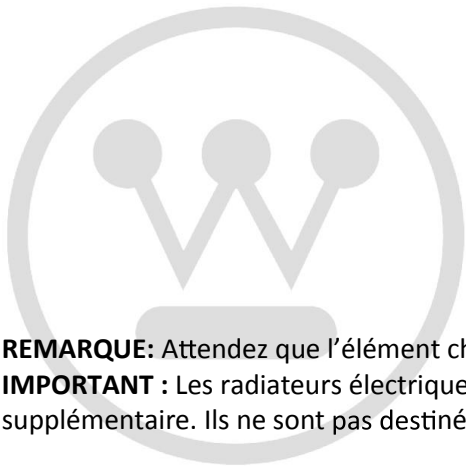 REMARQUE: Attendez que l’élément ch
IMPORTANT : Les radiateurs électrique
supplémentaire. Ils ne sont pas destiné